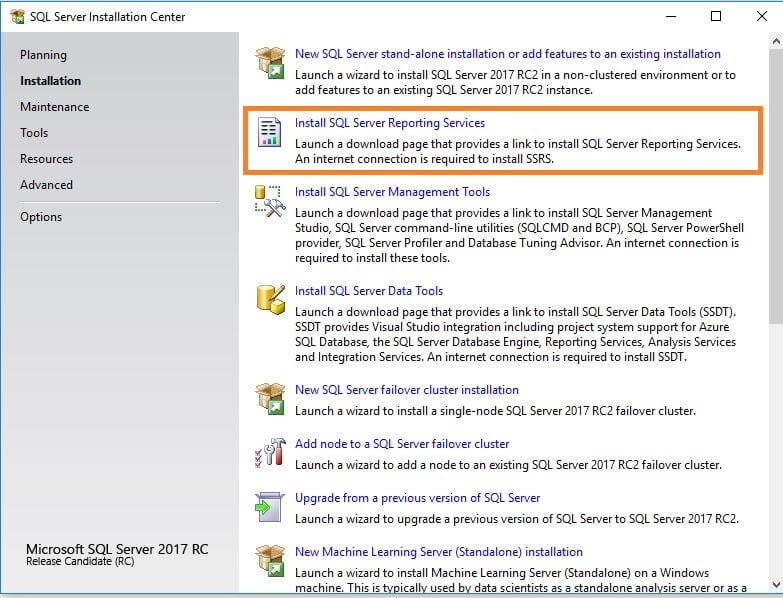 SQL Server Installation Center
Planning
Installation
Maintenance
Tools
Resources
Advanced
Options
Microsoft SQL Server 2017 RC
Release Candidate (RC)
New SQL Server stand-alone installation or add features to an existing installation
Launch a wizard to install SQL Server 2017 RC2 in a non-clustered environment or to
add features to an existing SQL Server 2017 RC2 instance.
Install SQL Server Reporting Services
Launch a download page that provides a link to install SQL Server Reporting Services.
An internet connection is required to install SSRS.
Install SQL Server Management Tools
Launch a download page that provides a link to install SQL Server Management
Studio, SQL Server command-line utilities (SQLCMD and BCP), SQL Server PowerShell
provider, SQL Server Profiler and Database Tuning Advisor. An internet connection is
required to install these tools.
Install SQL Server Data Tools
Launch a download page that provides a link to install SQL Server Data Tools (SSDT).
SSDT provides Visual Studio integration including project system support for Azure
SQL Database, the SQL Server Database Engine, Reporting Services, Analysis Services
and Integration Services. An internet connection is required to install SSDT.
New SQL Server failover cluster installation
Launch a wizard to install a single-node SQL Server 2017 RC2 failover cluster.
Add node to a SQL Server failover cluster
Launch a wizard to add a node to an existing SQL Server 2017 RC2 failover cluster.
Upgrade from a previous version of SQL Server
Launch a wizard to upgrade a previous version of SQL Server to SQL Server 2017 RC2.
New Machine Learning Server (Standalone) installation
Launch a wizard to install Machine Learning Server (Standalone) on a Windows
machine. This is typically used by data scientists as a standalone analysis server or as a